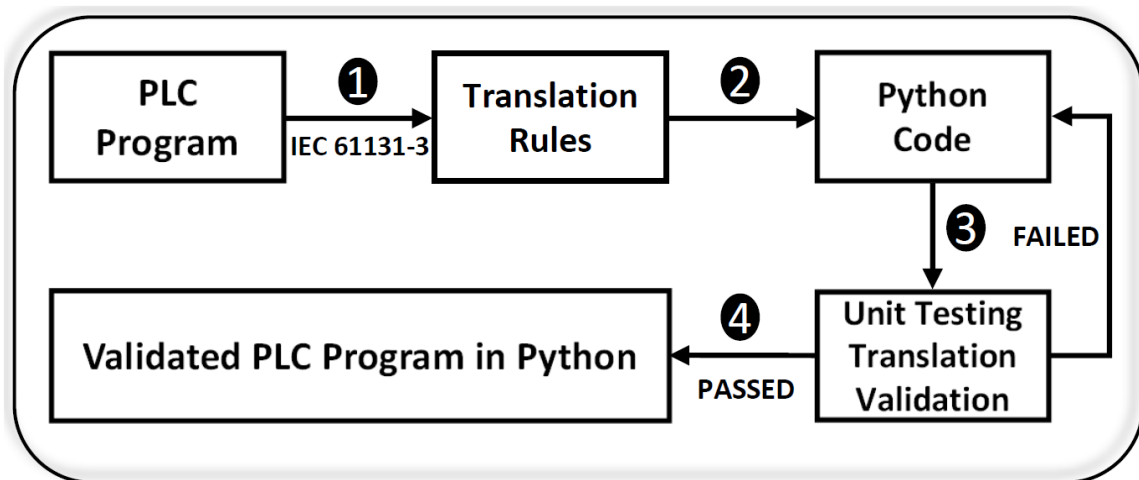 PLC
Program
1
IEC 61131-3
Translation
Rules
2
Python
Code
3
FAILED
Unit Testing
Translation
Validation
4
PASSED
Validated PLC Program in Python